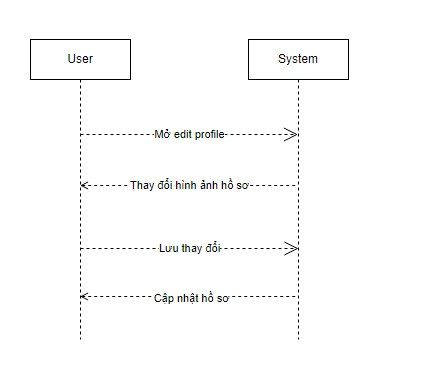 User
System
Mở edit profile
Thay đổi hình ảnh hồ sơ
Lưu thay đổi
Cập nhật hồ sơ